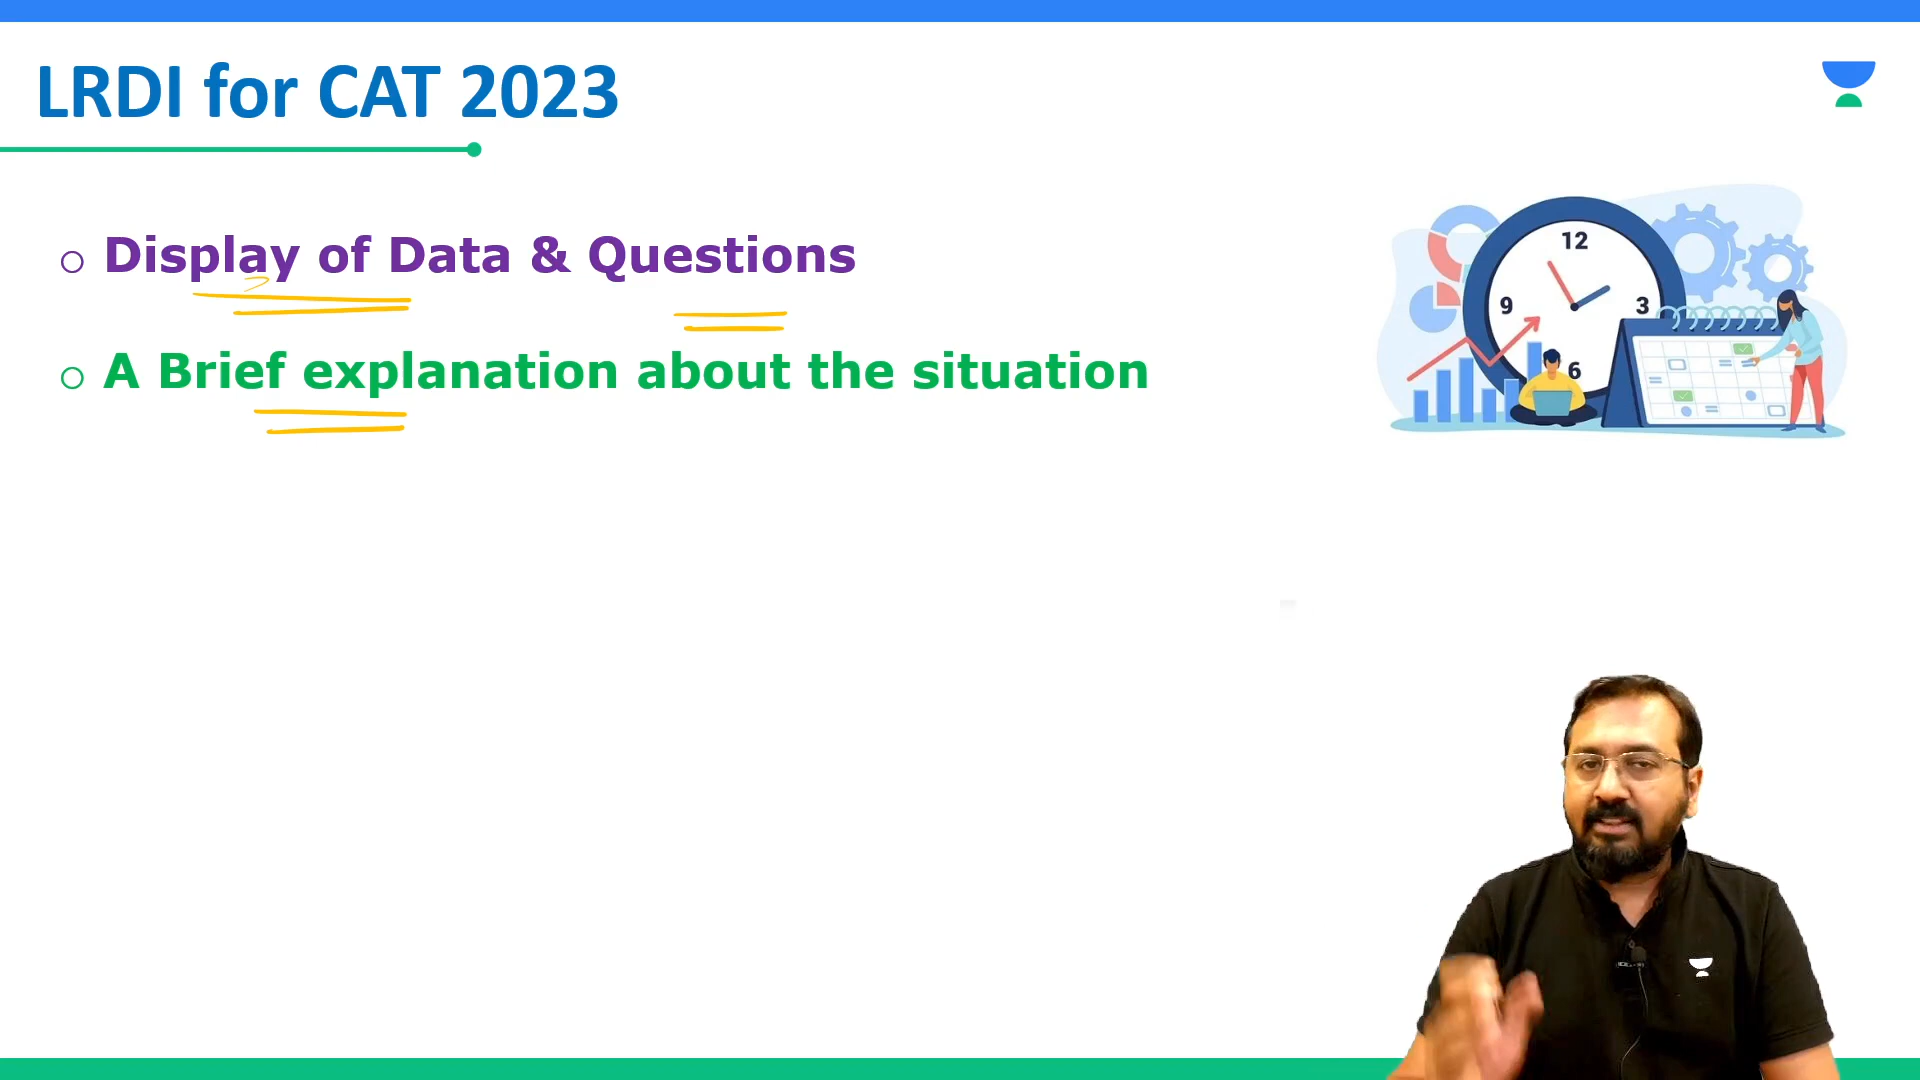 LRDI for CAT 2023
Display of Data & Questions
A Brief explanation about the situation
12
9
3
6